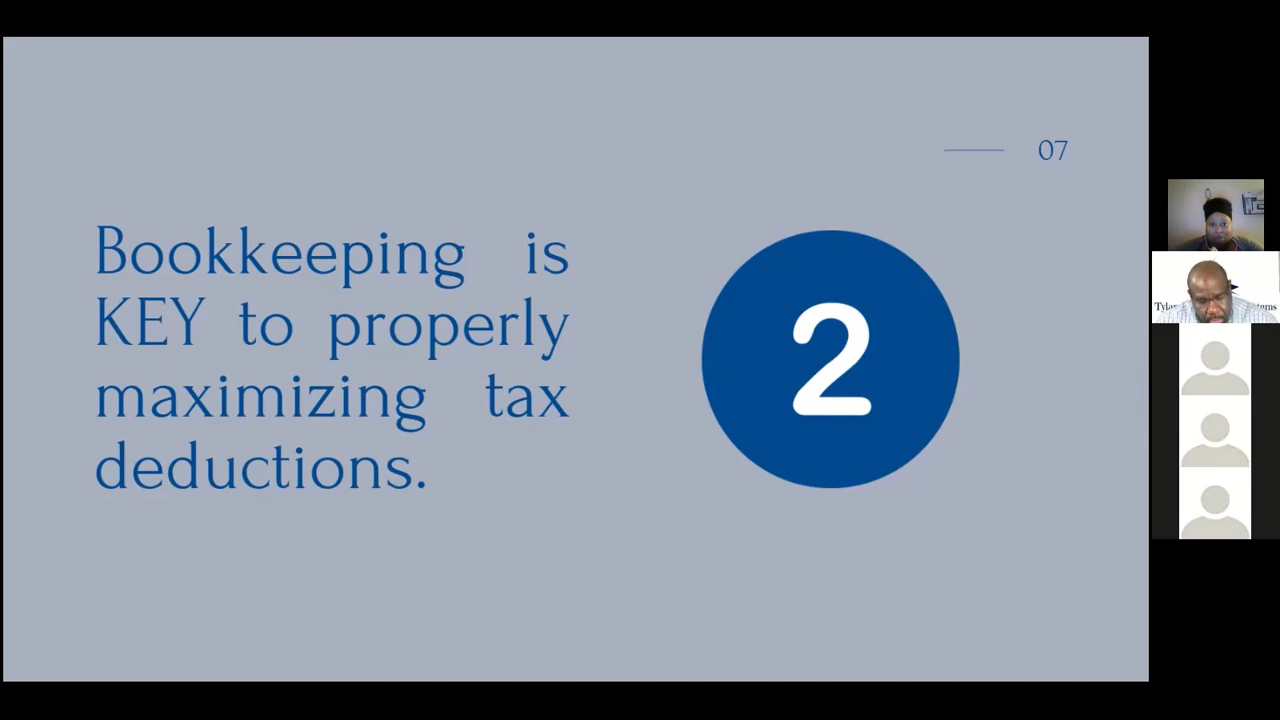 07
Bookkeeping is
KEY to properly
maximizing tax
deductions.
2